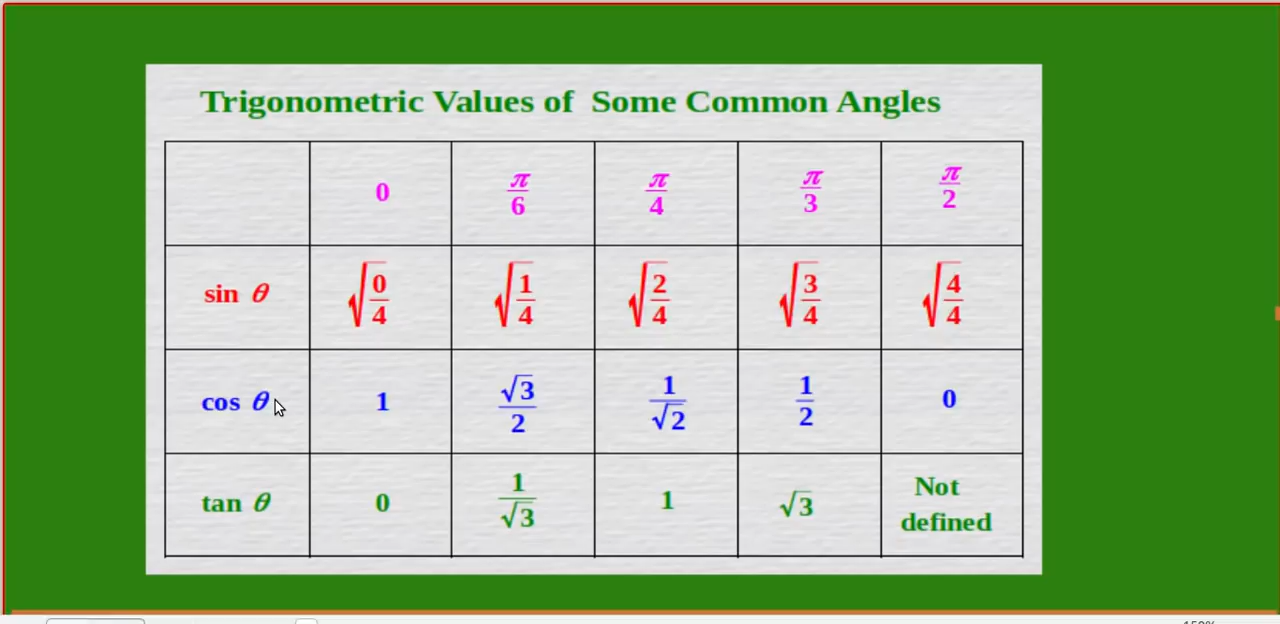 Trigonometric Values of Some Common Angles
0 π/6 π/4 π/3 π/2
sin θ √(0/4) √(1/4) √(2/4) √(3/4) √(4/4)
cos θ 1 √3/2 1/√2 1/2 0
tan θ 0 1/√3 1 √3 Not defined